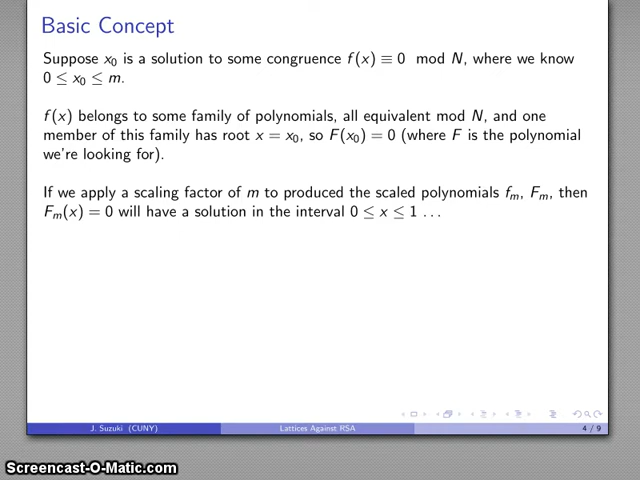 Basic Concept
Suppose x₀ is a solution to some congruence f(x) ≡ 0 mod N, where we know
0 ≤ x₀ ≤ m.
f(x) belongs to some family of polynomials, all equivalent mod N, and one
member of this family has root x = x₀, so F(x₀) = 0 (where F is the polynomial
we're looking for).
If we apply a scaling factor of m to produced the scaled polynomials fₘ, Fₘ, then
Fₘ(x) = 0 will have a solution in the interval 0 ≤ x ≤ 1 ...
J. Suzuki (CUNY) Lattices Against RSA 4 / 9
Screencast-O-Matic.com